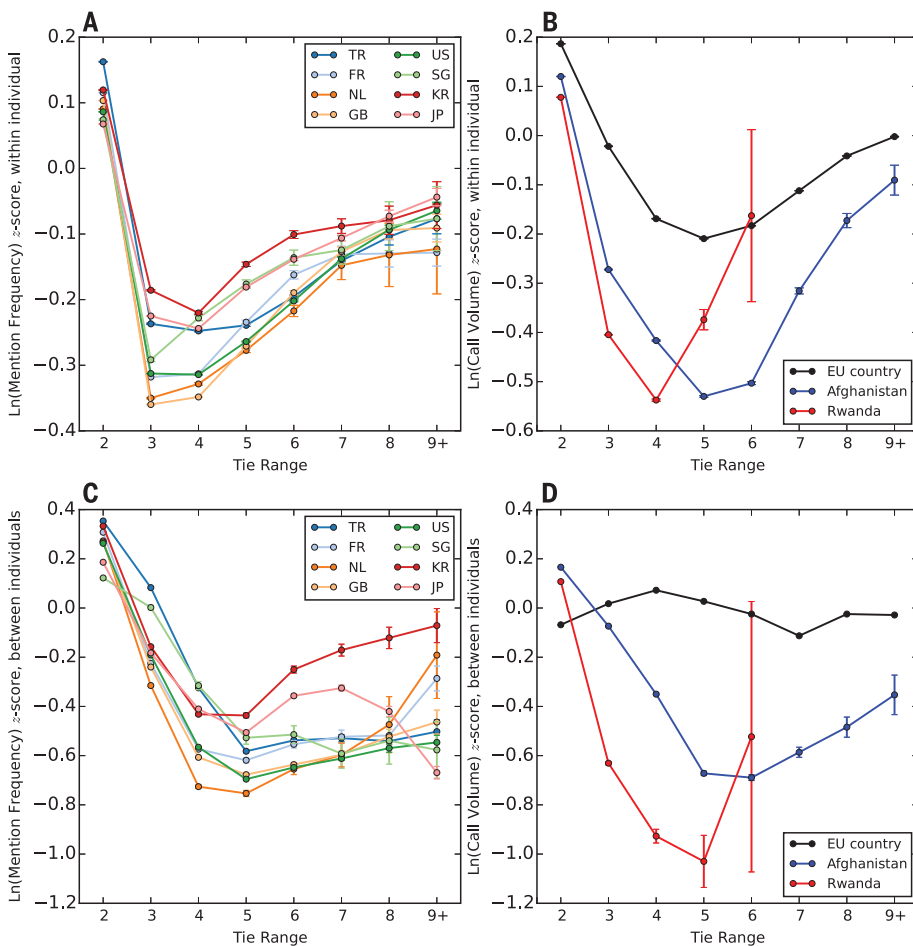 A
Ln(Mention Frequency) z-score, within individual
0.2
0.1
0.0
−0.1
−0.2
−0.3
−0.4
TR US
FR SG
NL KR
GB JP
2 3 4 5 6 7 8 9+
Tie Range
B
Ln(Call Volume) z-score, within individual
0.2
0.1
0.0
−0.1
−0.2
−0.3
−0.4
−0.5
−0.6
EU country
Afghanistan
Rwanda
2 3 4 5 6 7 8 9+
Tie Range
C
Ln(Mention Frequency) z-score, between individuals
0.4
0.2
0.0
−0.2
−0.4
−0.6
−0.8
−1.0
−1.2
TR US
FR SG
NL KR
GB JP
2 3 4 5 6 7 8 9+
Tie Range
D
Ln(Call Volume) z-score, between individuals
0.4
0.2
0.0
−0.2
−0.4
−0.6
−0.8
−1.0
−1.2
EU country
Afghanistan
Rwanda
2 3 4 5 6 7 8 9+
Tie Range